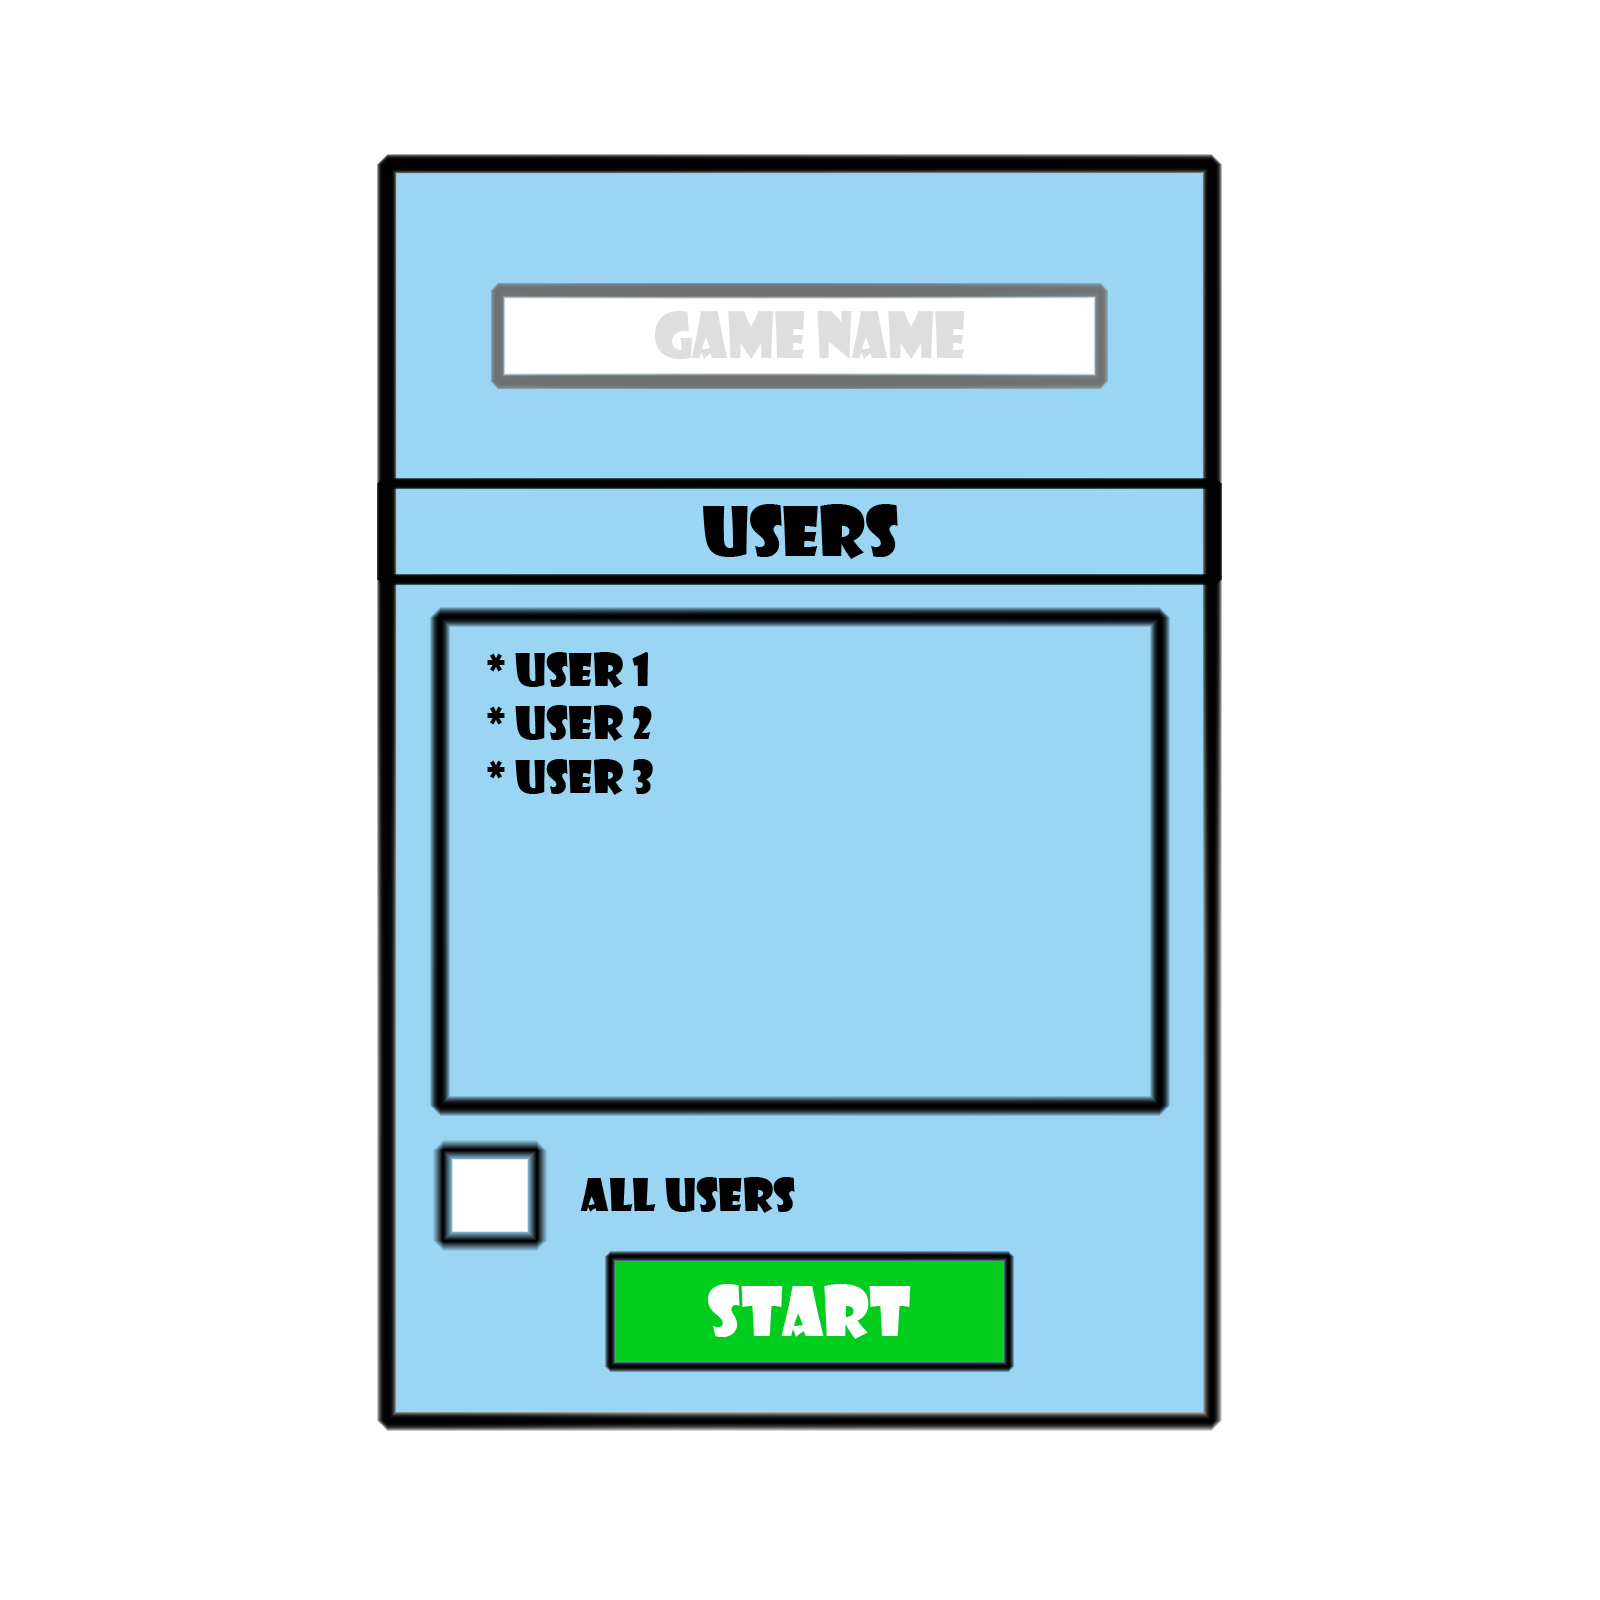 GAME NAME
USERS
* USER 1
* USER 2
* USER 3
ALL USERS
START